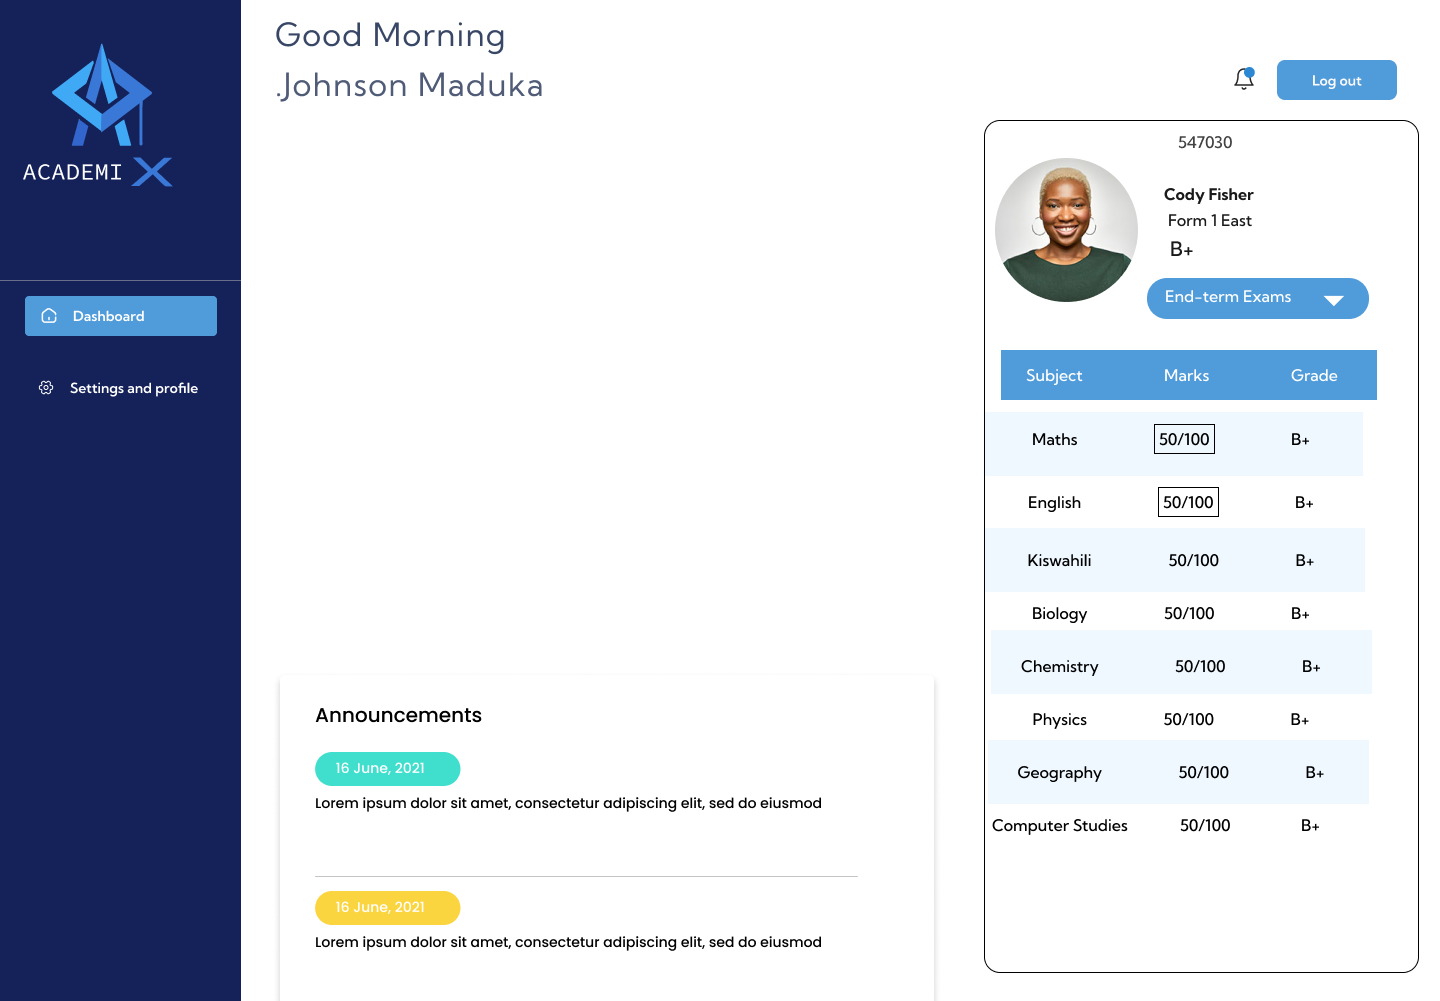 ACADEMI X
Dashboard
Settings and profile
Good Morning
.Johnson Maduka
Log out
547030
Cody Fisher
Form 1 East
B+
End-term Exams
Subject Marks Grade
Maths 50/100 B+
English 50/100 B+
Kiswahili 50/100 B+
Biology 50/100 B+
Chemistry 50/100 B+
Physics 50/100 B+
Geography 50/100 B+
Computer Studies 50/100 B+
Announcements
16 June, 2021
Lorem ipsum dolor sit amet, consectetur adipiscing elit, sed do eiusmod
16 June, 2021
Lorem ipsum dolor sit amet, consectetur adipiscing elit, sed do eiusmod